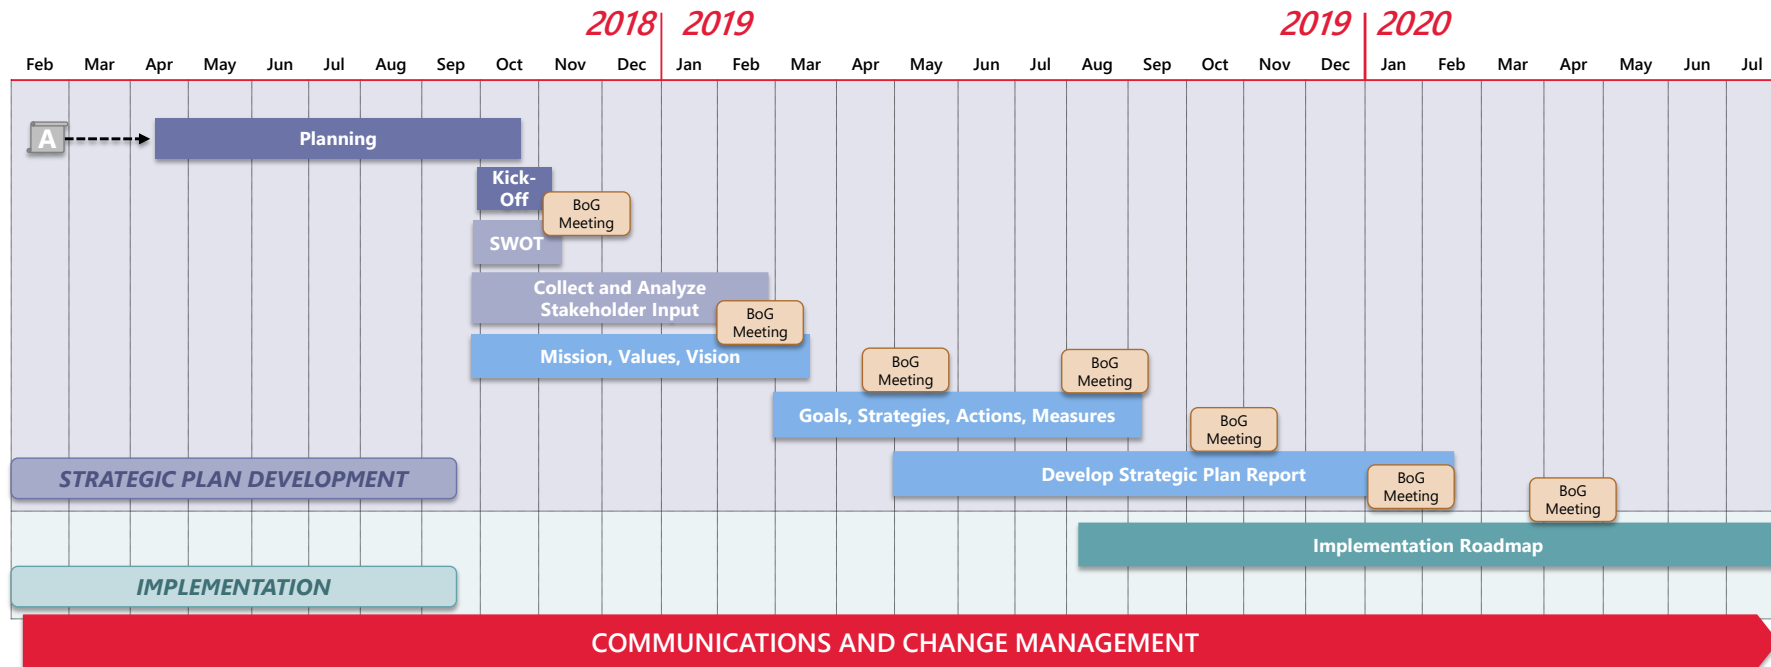 2018 2019 2019 2020
Feb Mar Apr May Jun Jul Aug Sep Oct Nov Dec Jan Feb Mar Apr May Jun Jul Aug Sep Oct Nov Dec Jan Feb Mar Apr May Jun Jul
A
Planning
Kick-
Off
BoG
Meeting
SWOT
Collect and Analyze
Stakeholder Input
BoG
Meeting
Mission, Values, Vision
BoG
Meeting
BoG
Meeting
Goals, Strategies, Actions, Measures
BoG
Meeting
STRATEGIC PLAN DEVELOPMENT
Develop Strategic Plan Report
BoG
Meeting
BoG
Meeting
Implementation Roadmap
IMPLEMENTATION
COMMUNICATIONS AND CHANGE MANAGEMENT